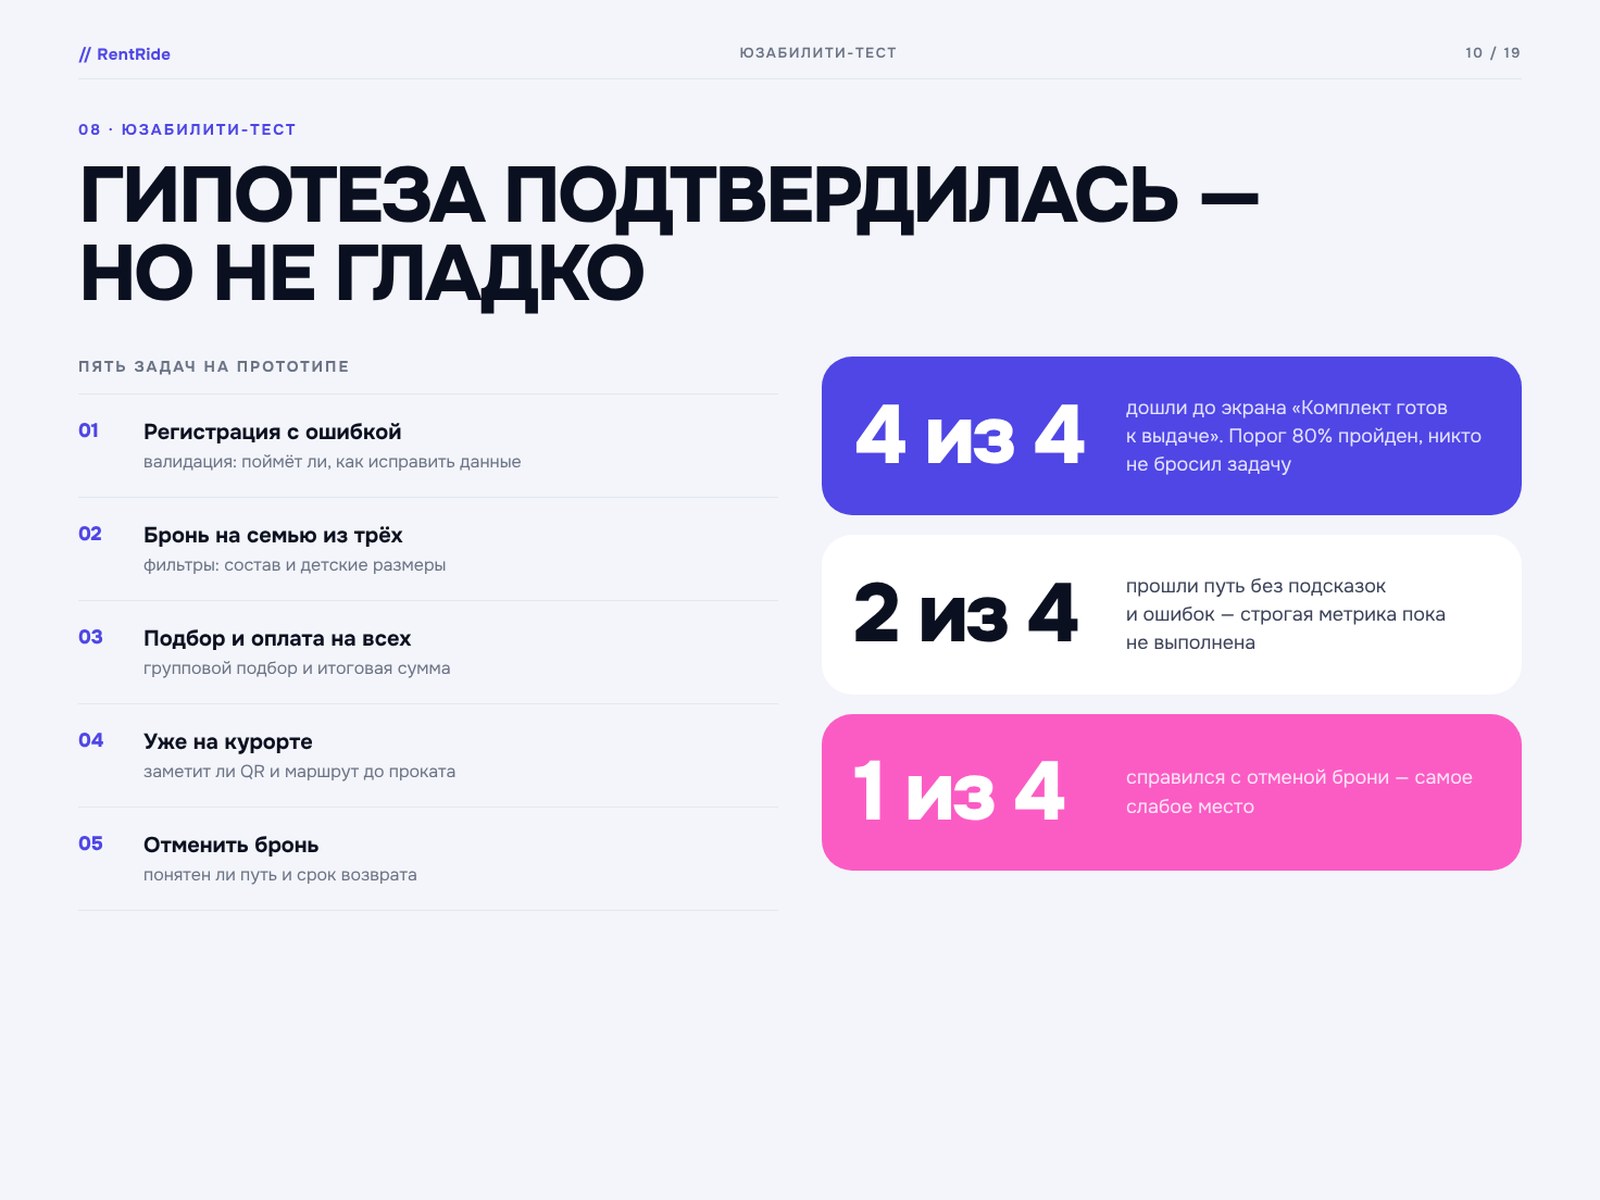 // RentRide
ЮЗАБИЛИТИ-ТЕСТ
10 / 19
08 · ЮЗАБИЛИТИ-ТЕСТ
ГИПОТЕЗА ПОДТВЕРДИЛАСЬ —
НО НЕ ГЛАДКО
ПЯТЬ ЗАДАЧ НА ПРОТОТИПЕ
01
Регистрация с ошибкой
валидация: поймёт ли, как исправить данные
02
Бронь на семью из трёх
фильтры: состав и детские размеры
03
Подбор и оплата на всех
групповой подбор и итоговая сумма
04
Уже на курорте
заметит ли QR и маршрут до проката
05
Отменить бронь
понятен ли путь и срок возврата
4 из 4
дошли до экрана «Комплект готов
к выдаче». Порог 80% пройден, никто
не бросил задачу
2 из 4
прошли путь без подсказок
и ошибок — строгая метрика пока
не выполнена
1 из 4
справился с отменой брони — самое
слабое место